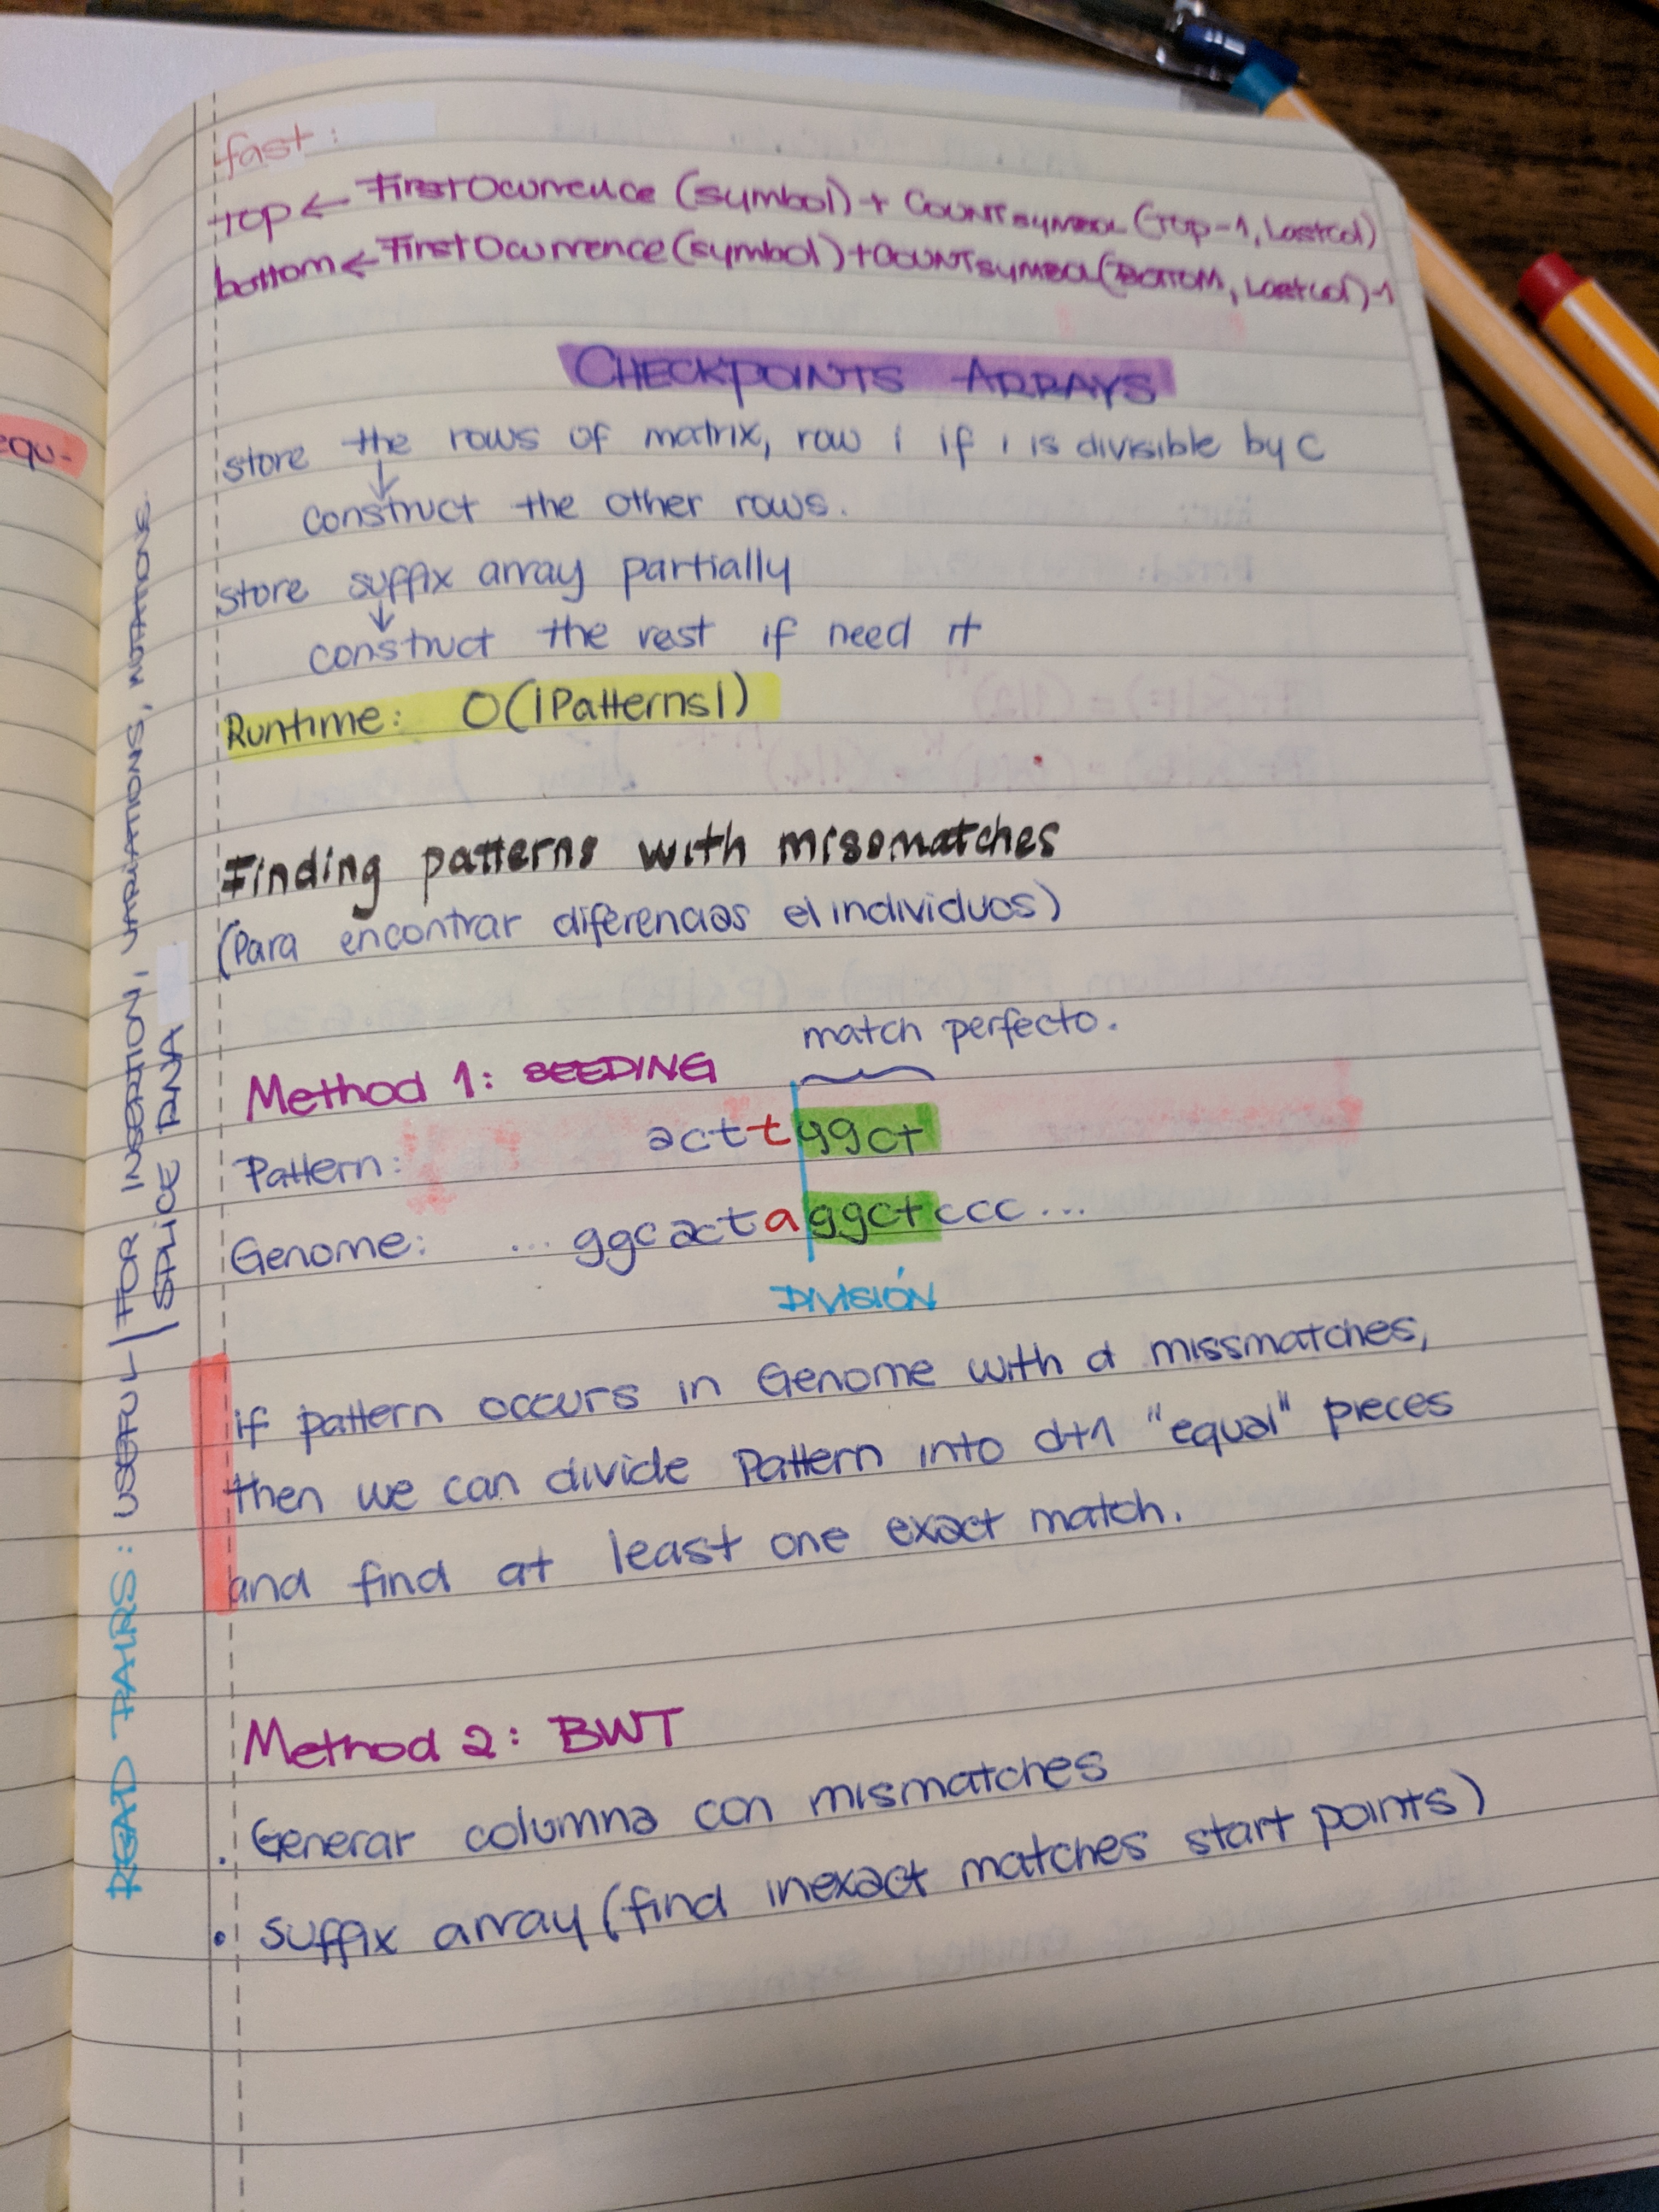 fast:
top ← FirstOcurrence (symbol) + COUNTSYMBOL (TOP-1, LastCol)
bottom ← FirstOcurrence (symbol) + COUNTSYMBOL (BOTTOM, LastCol)-1
CHECKPOINTS ARRAYS
store the rows of matrix, row i if i is divisible by C
↓
construct the other rows.
store suffix array partially
↓
construct the rest if need it
Runtime: O(|Patterns|)
Finding patterns with missmatches
(Para encontrar diferencias e/individuos)
match perfecto.
Method 1: SEEDING
Pattern: acttggct
Genome: ... ggcactaggctccc ...
DIVISIÓN
if pattern occurs in Genome with d missmatches,
then we can divide Pattern into d+1 "equal" pieces
and find at least one exact match.
Method 2: BWT
. Generar columna con mismatches
• suffix array (find inexact matches start points)
READ PAIRS: USEFUL / FOR INSERTION, VARIATIONS, MUTATIONS.
SPLICE RNA
equ-